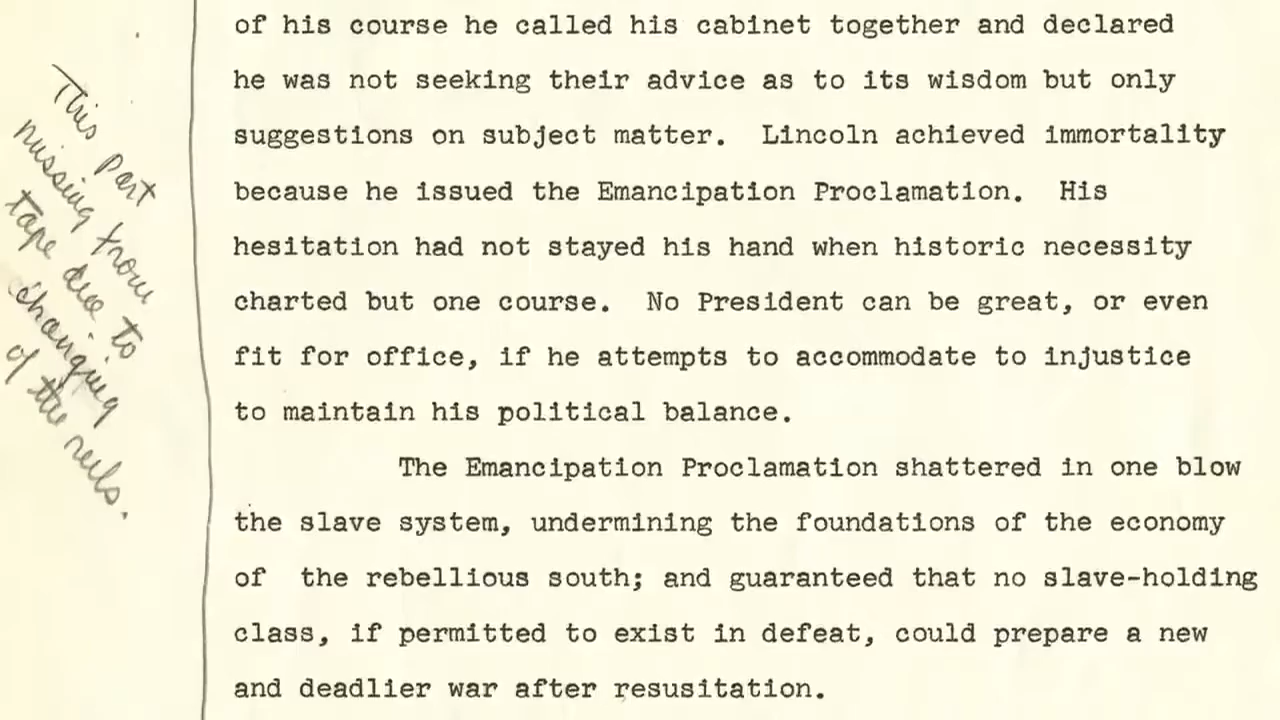 of his course he called his cabinet together and declared
he was not seeking their advice as to its wisdom but only
suggestions on subject matter.  Lincoln achieved immortality
because he issued the Emancipation Proclamation.  His
hesitation had not stayed his hand when historic necessity
charted but one course.  No President can be great, or even
fit for office, if he attempts to accommodate to injustice
to maintain his political balance.
The Emancipation Proclamation shattered in one blow
the slave system, undermining the foundations of the economy
of  the rebellious south; and guaranteed that no slave-holding
class, if permitted to exist in defeat, could prepare a new
and deadlier war after resusitation.
This part
missing from
tape due to
changing
of the reels.